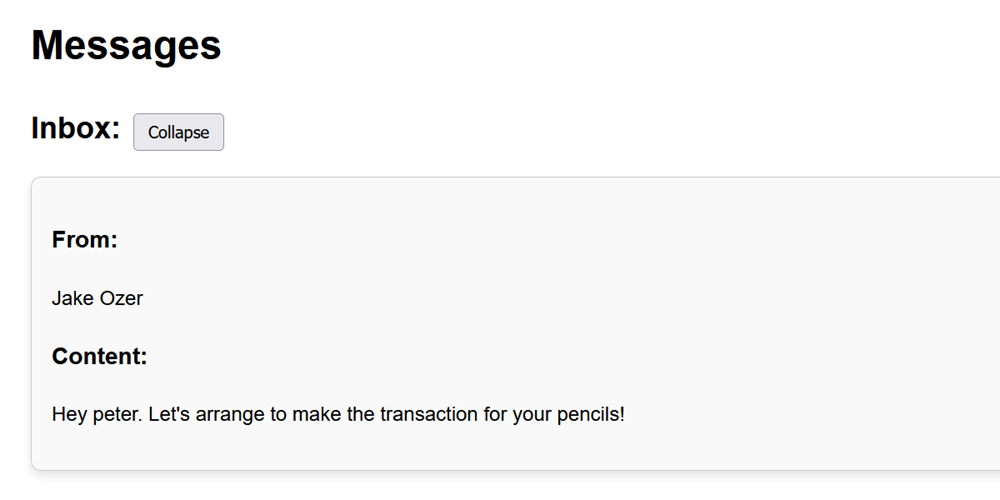 Messages
Inbox: Collapse
From:
Jake Ozer
Content:
Hey peter. Let's arrange to make the transaction for your pencils!